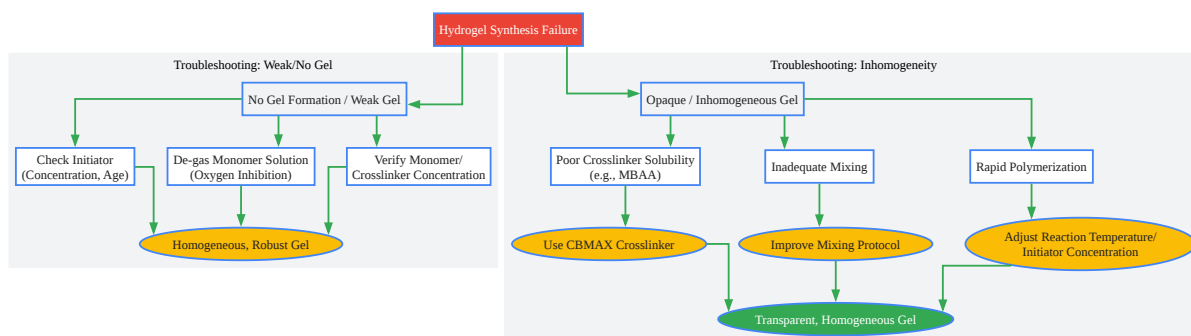 Hydrogel Synthesis Failure
Troubleshooting: Weak/No Gel
No Gel Formation / Weak Gel
Check Initiator
(Concentration, Age)
De-gas Monomer Solution
(Oxygen Inhibition)
Verify Monomer/
Crosslinker Concentration
Homogeneous, Robust Gel
Troubleshooting: Inhomogeneity
Opaque / Inhomogeneous Gel
Poor Crosslinker Solubility
(e.g., MBAA)
Inadequate Mixing
Rapid Polymerization
Use CBMAX Crosslinker
Improve Mixing Protocol
Adjust Reaction Temperature/
Initiator Concentration
Transparent, Homogeneous Gel